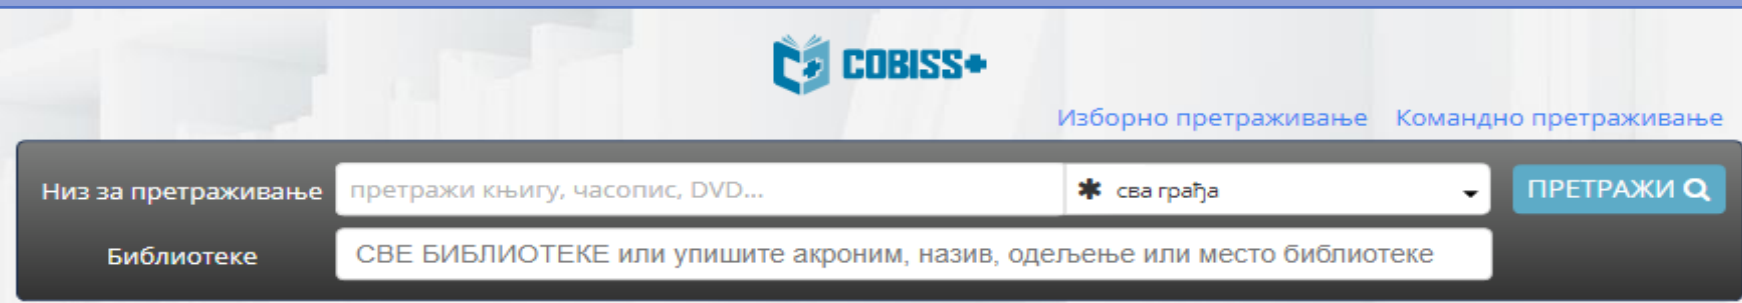 COBISS+
Изборно претраживање Командно претраживање
Низ за претраживање претражи књигу, часопис, DVD... сва грађа ПРЕТРАЖИ
Библиотеке СВЕ БИБЛИОТЕКЕ или упишите акроним, назив, одељење или место библиотеке